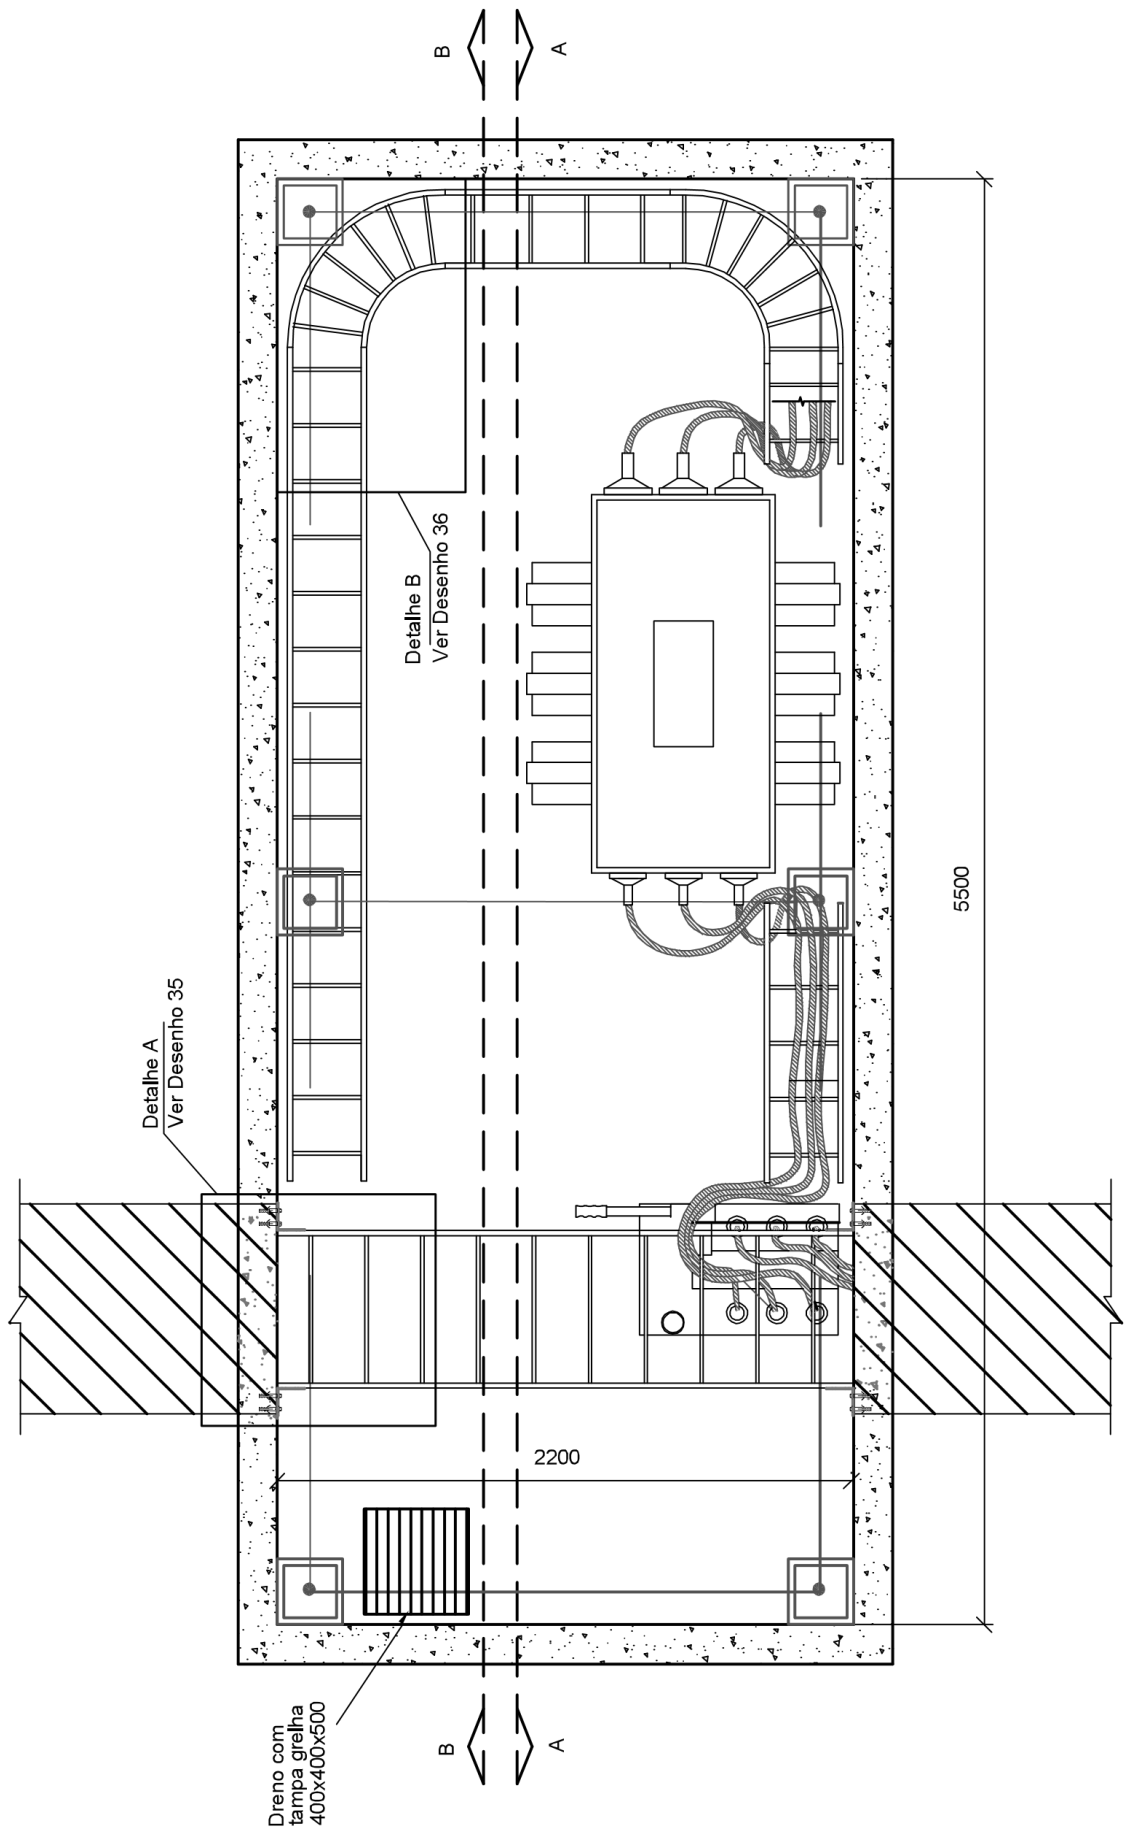 B
A
Detalhe B
Ver Desenho 36
5500
Detalhe A
Ver Desenho 35
2200
Dreno com
tampa grelha
400x400x500
B
A